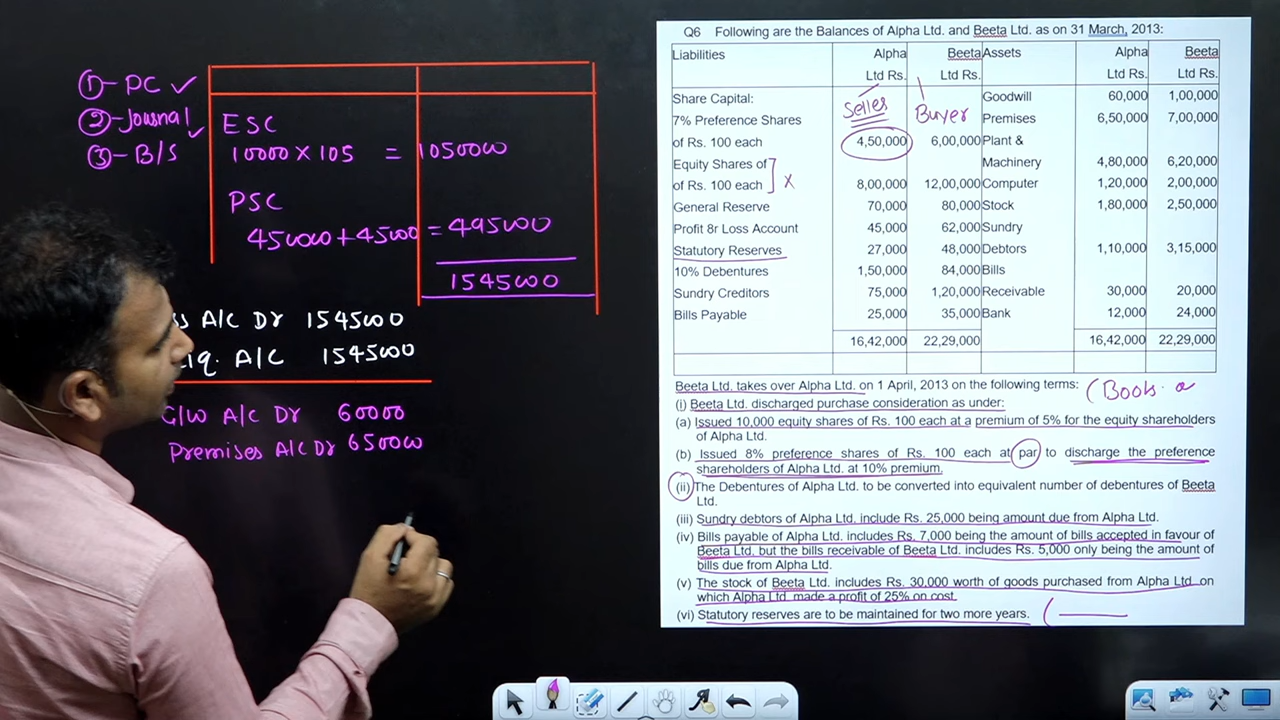 ①- PC ✓
②- Journal ✓
③- B/S
ESC
10000 × 105 = 1050000
PSC
450000 + 45000 = 495000
1545000
A/C Dr 1545000
A/C 1545000
G/W A/C Dr 60000
Premises A/C Dr 650000
Q6 Following are the Balances of Alpha Ltd. and Beeta Ltd. as on 31 March, 2013:
Liabilities Alpha Beeta Assets Alpha Beeta
Ltd Rs. Ltd Rs. Ltd Rs. Ltd Rs.
Seller Buyer
Share Capital: Goodwill 60,000 1,00,000
7% Preference Shares Premises 6,50,000 7,00,000
of Rs. 100 each 4,50,000 6,00,000 Plant &
Equity Shares of Machinery 4,80,000 6,20,000
of Rs. 100 each X 8,00,000 12,00,000 Computer 1,20,000 2,00,000
General Reserve 70,000 80,000 Stock 1,80,000 2,50,000
Profit 8r Loss Account 45,000 62,000 Sundry
Statutory Reserves 27,000 48,000 Debtors 1,10,000 3,15,000
10% Debentures 1,50,000 84,000 Bills
Sundry Creditors 75,000 1,20,000 Receivable 30,000 20,000
Bills Payable 25,000 35,000 Bank 12,000 24,000
16,42,000 22,29,000 16,42,000 22,29,000
Beeta Ltd. takes over Alpha Ltd. on 1 April, 2013 on the following terms: (Books.
(i) Beeta Ltd. discharged purchase consideration as under:
(a) Issued 10,000 equity shares of Rs. 100 each at a premium of 5% for the equity shareholders
of Alpha Ltd.
(b) Issued 8% preference shares of Rs. 100 each at par to discharge the preference
shareholders of Alpha Ltd. at 10% premium.
(ii) The Debentures of Alpha Ltd. to be converted into equivalent number of debentures of Beeta
Ltd.
(iii) Sundry debtors of Alpha Ltd. include Rs. 25,000 being amount due from Alpha Ltd.
(iv) Bills payable of Alpha Ltd. includes Rs. 7,000 being the amount of bills accepted in favour of
Beeta Ltd. but the bills receivable of Beeta Ltd. includes Rs. 5,000 only being the amount of
bills due from Alpha Ltd.
(v) The stock of Beeta Ltd. includes Rs. 30,000 worth of goods purchased from Alpha Ltd. on
which Alpha Ltd. made a profit of 25% on cost.
(vi) Statutory reserves are to be maintained for two more years.